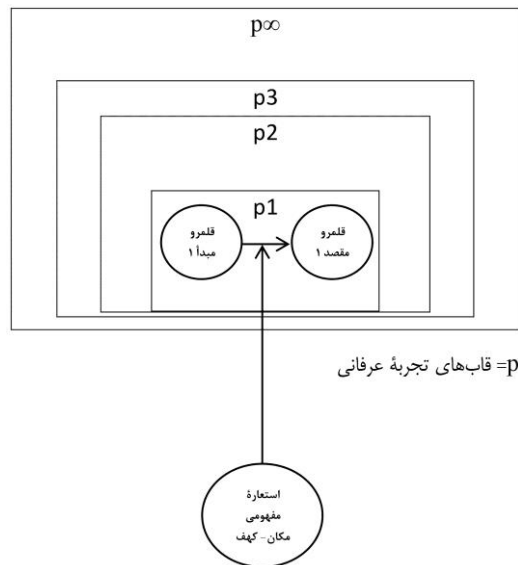 p∞
p3
p2
p1
قلمرو
مبدأ ۱
قلمرو
مقصد ۱
p= قاب‌های تجربهٔ عرفانی
استعارهٔ
مفهومی
مکان- کهف